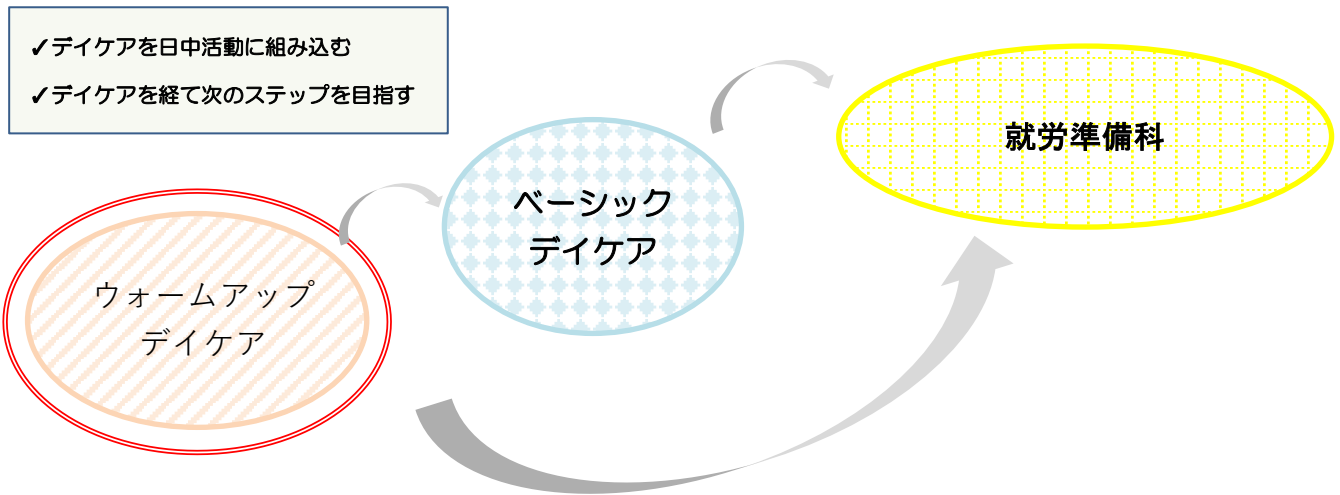 ✓デイケアを日中活動に組み込む
✓デイケアを経て次のステップを目指す
就労準備科
ベーシック
デイケア
ウォームアップ
デイケア